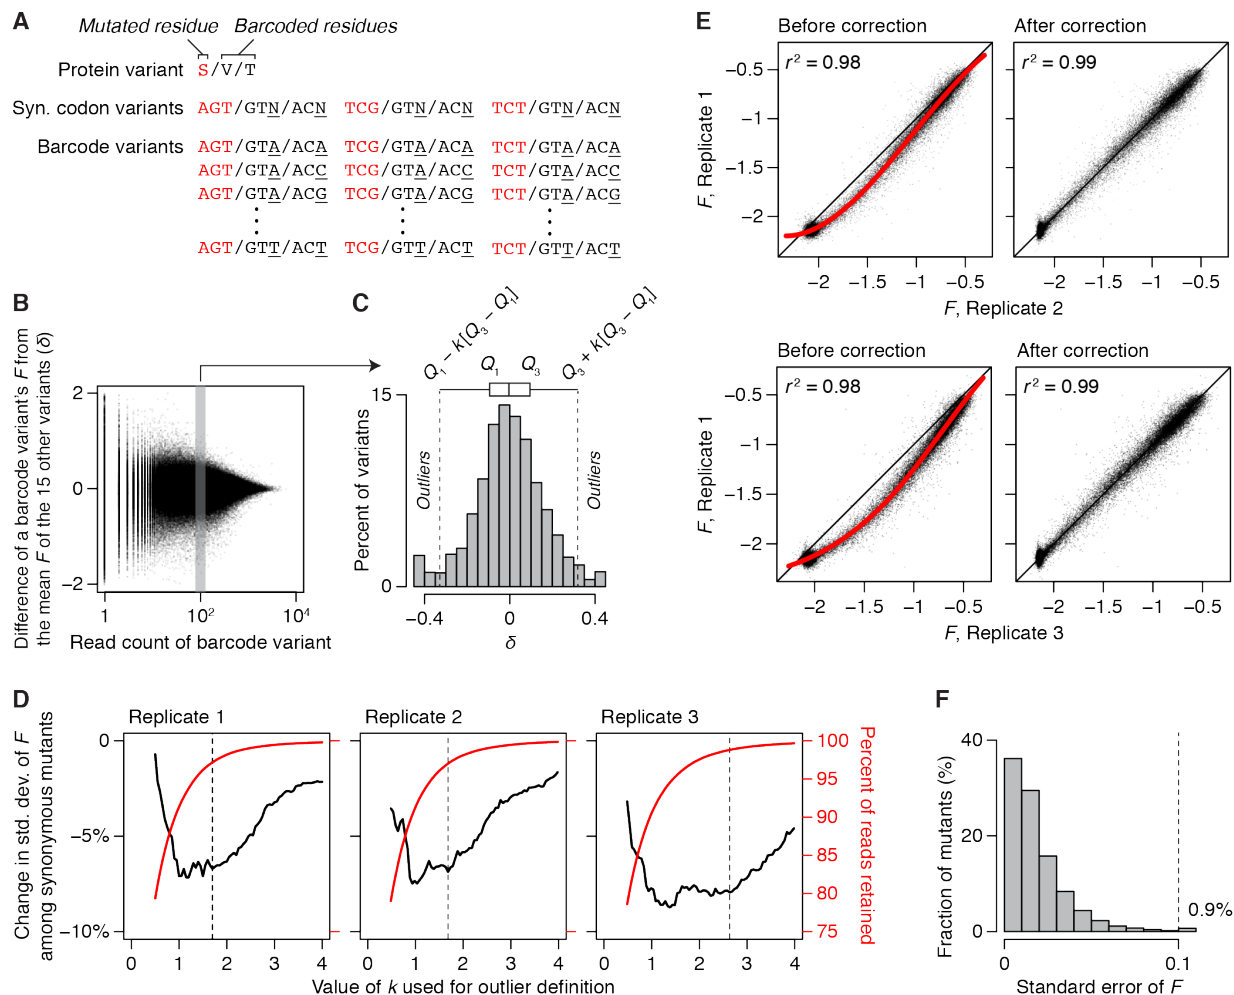 A
Mutated residue Barcoded residues
Protein variant S/V/T
Syn. codon variants AGT/GTN/ACN TCG/GTN/ACN TCT/GTN/ACN
Barcode variants AGT/GTA/ACA TCG/GTA/ACA TCT/GTA/ACA
AGT/GTA/ACC TCG/GTA/ACC TCT/GTA/ACC
AGT/GTA/ACG TCG/GTA/ACG TCT/GTA/ACG
AGT/GTT/ACT TCG/GTT/ACT TCT/GTT/ACT
B
Difference of a barcode variant's F from
the mean F of the 15 other variants (δ)
2
0
−2
1 10² 10⁴
Read count of barcode variant
C
Q₁ − k[Q₃ − Q₁]
Q₁ Q₃
Q₃ + k[Q₃ − Q₁]
Percent of variatns
15
0
Outliers
Outliers
−0.4 0 0.4
δ
D
Change in std. dev. of F
among synonymous mutants
Replicate 1 Replicate 2 Replicate 3
0
−5%
−10%
100
95
90
85
80
75
Percent of reads retained
0 1 2 3 4 0 1 2 3 4 0 1 2 3 4
Value of k used for outlier definition
E
Before correction After correction
r² = 0.98 r² = 0.99
F, Replicate 1
−0.5
−1
−1.5
−2
−2 −1.5 −1 −0.5 −2 −1.5 −1 −0.5
F, Replicate 2
Before correction After correction
r² = 0.98 r² = 0.99
F, Replicate 1
−0.5
−1
−1.5
−2
−2 −1.5 −1 −0.5 −2 −1.5 −1 −0.5
F, Replicate 3
F
Fraction of mutants (%)
40
20
0
0.9%
0 0.1
Standard error of F